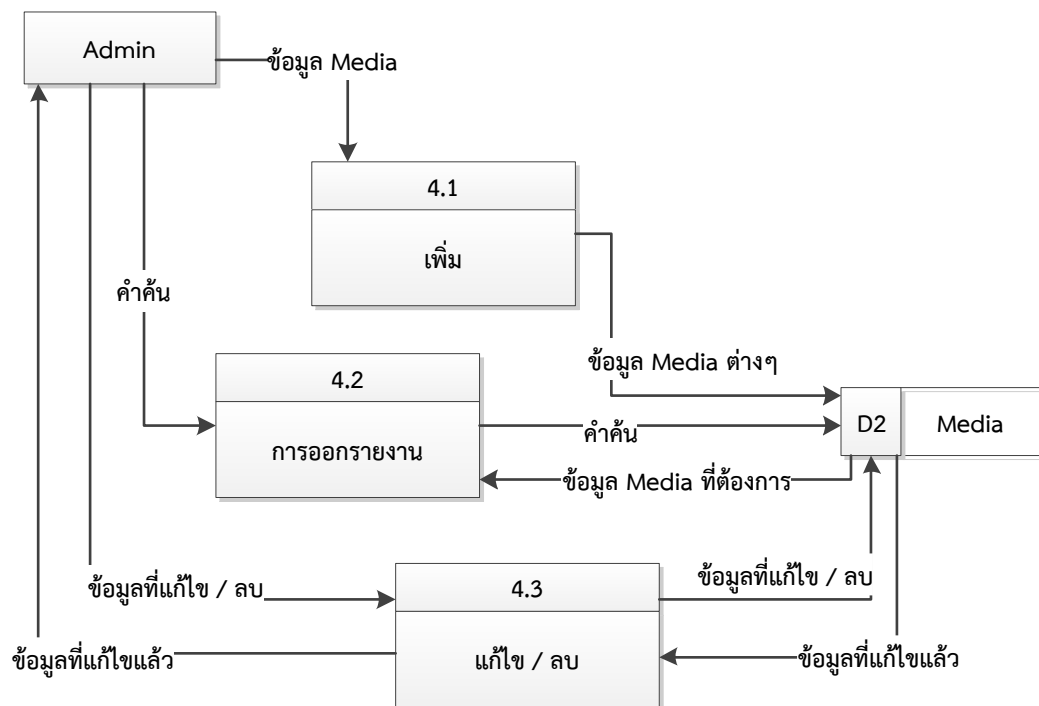 Admin
ข้อมูล Media
4.1
เพิ่ม
คำค้น
ข้อมูล Media ต่างๆ
4.2
การออกรายงาน
คำค้น
D2
Media
ข้อมูล Media ที่ต้องการ
ข้อมูลที่แก้ไข / ลบ
4.3
แก้ไข / ลบ
ข้อมูลที่แก้ไข / ลบ
ข้อมูลที่แก้ไขแล้ว
ข้อมูลที่แก้ไขแล้ว